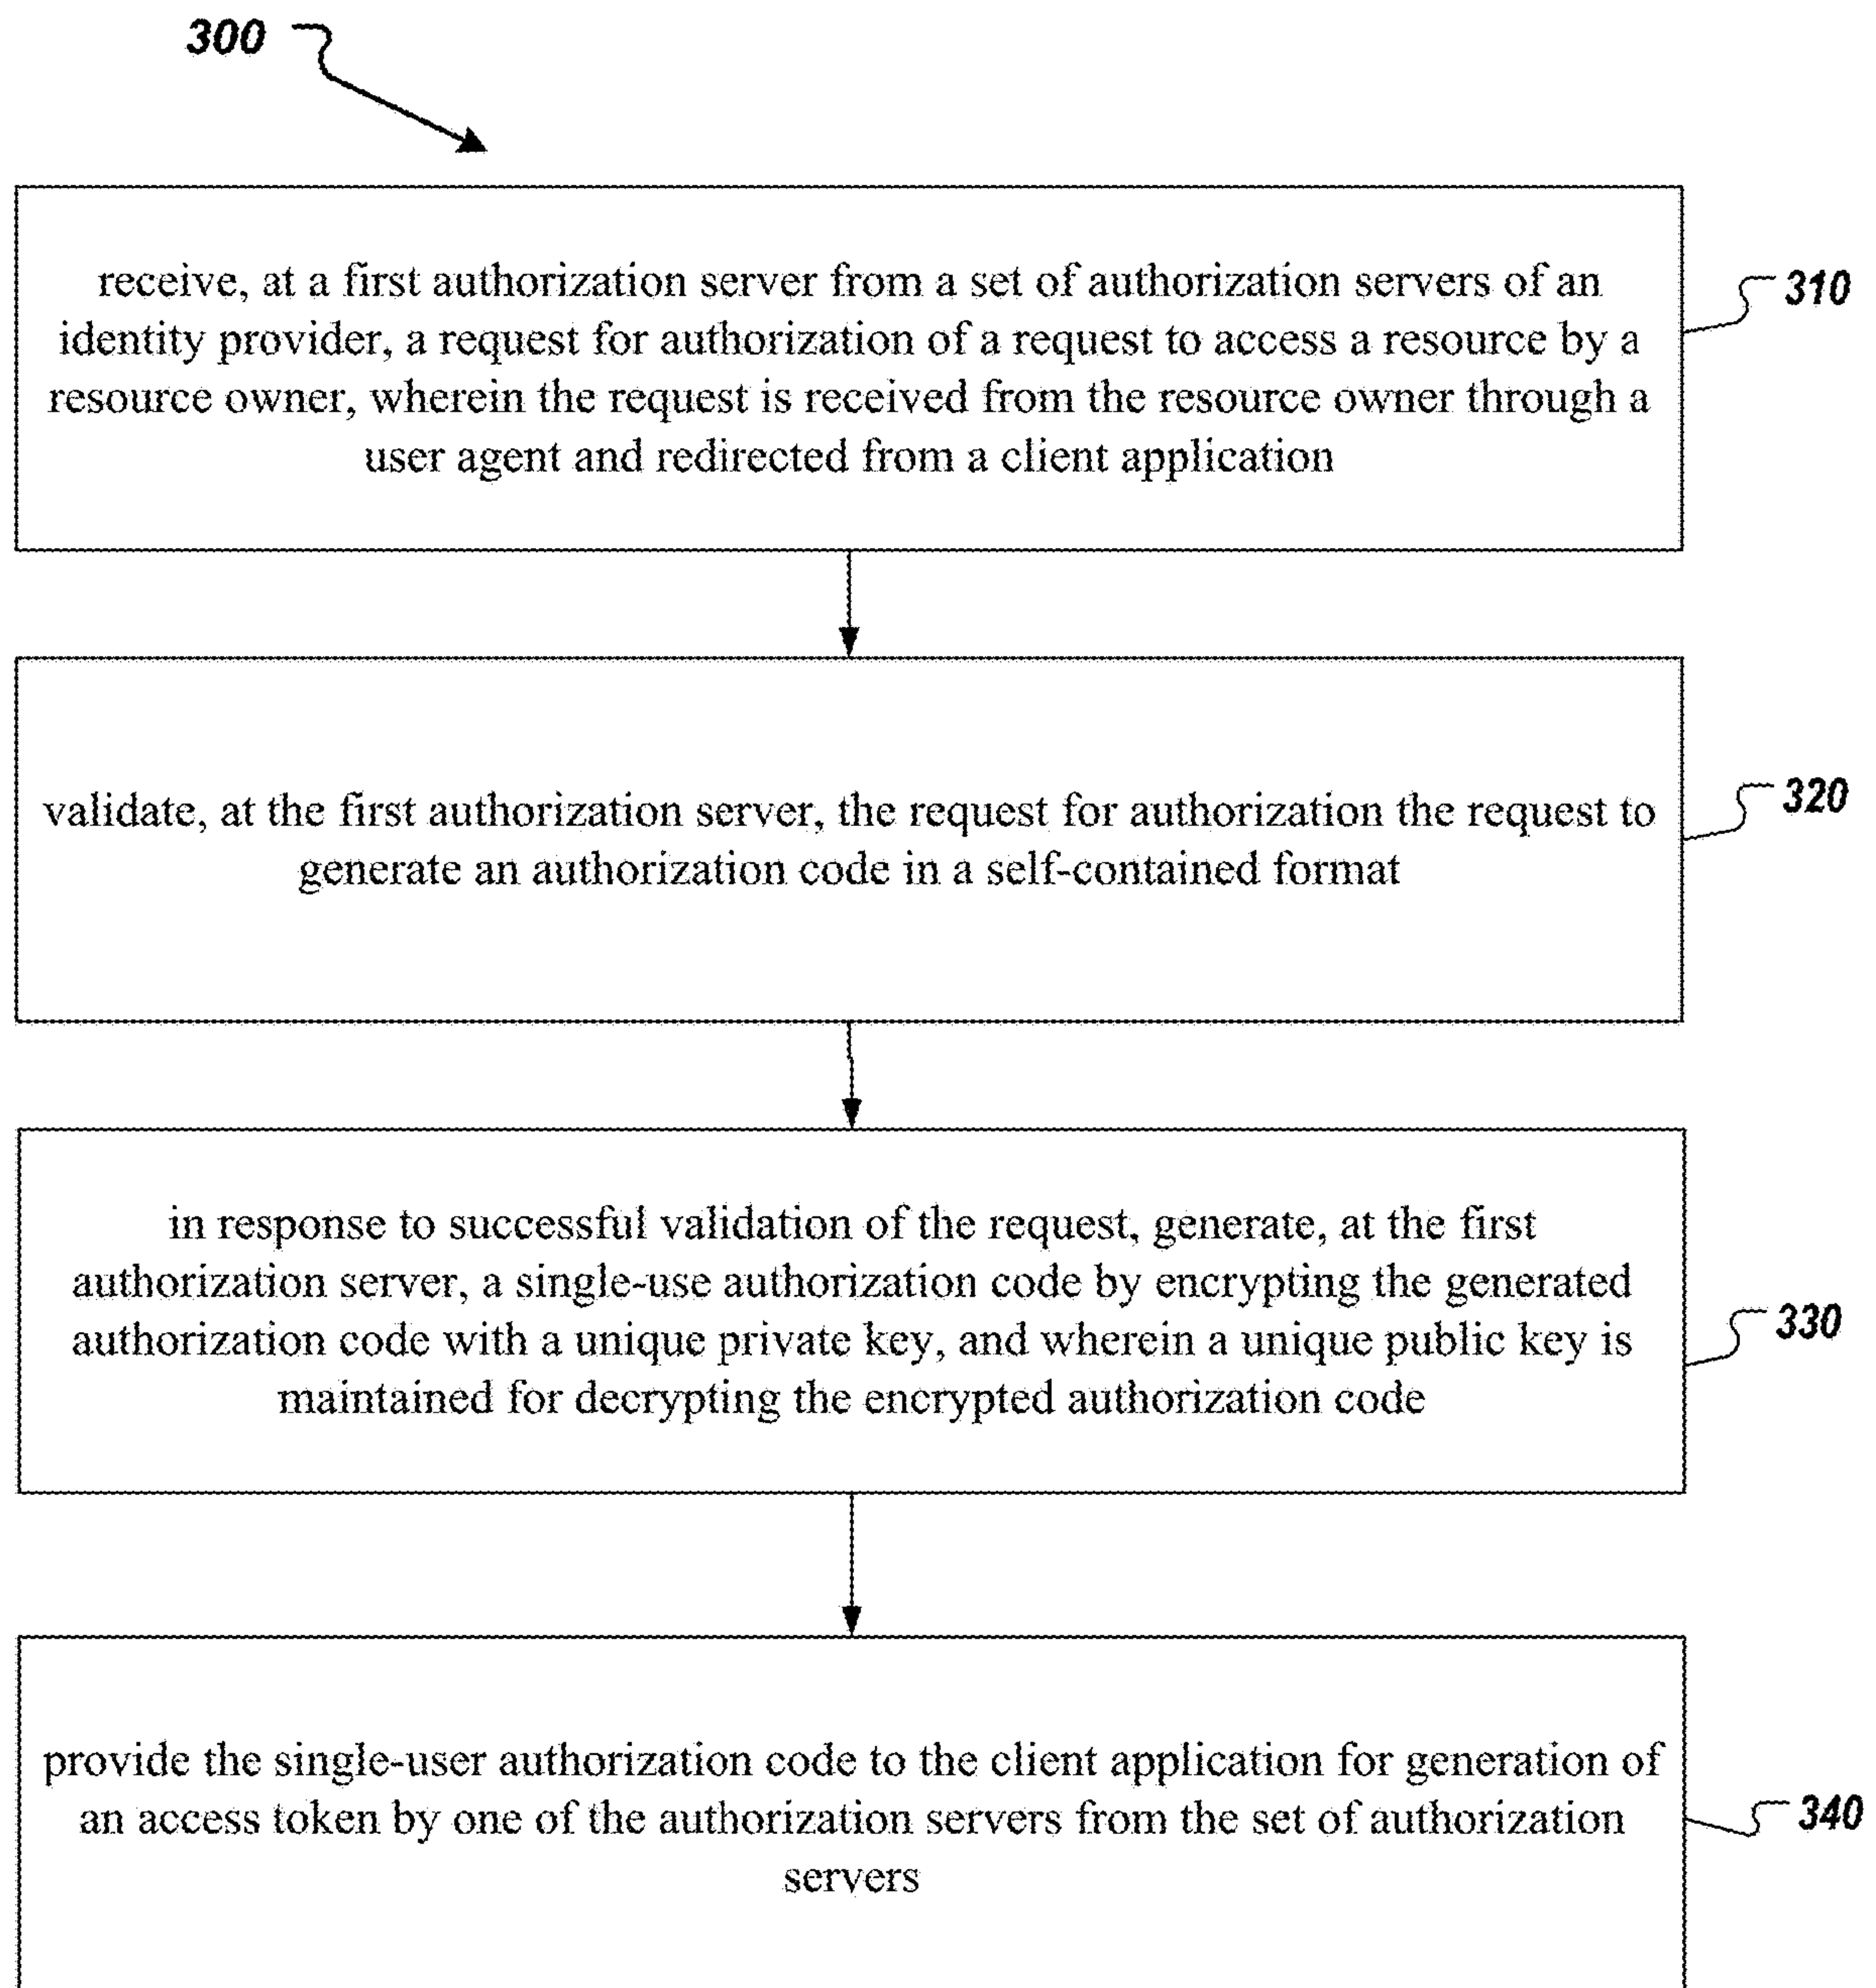 300
receive, at a first authorization server from a set of authorization servers of an
identity provider, a request for authorization of a request to access a resource by a
resource owner, wherein the request is received from the resource owner through a
user agent and redirected from a client application
310
validate, at the first authorization server, the request for authorization the request to
generate an authorization code in a self-contained format
320
in response to successful validation of the request, generate, at the first
authorization server, a single-use authorization code by encrypting the generated
authorization code with a unique private key, and wherein a unique public key is
maintained for decrypting the encrypted authorization code
330
provide the single-user authorization code to the client application for generation of
an access token by one of the authorization servers from the set of authorization
servers
340